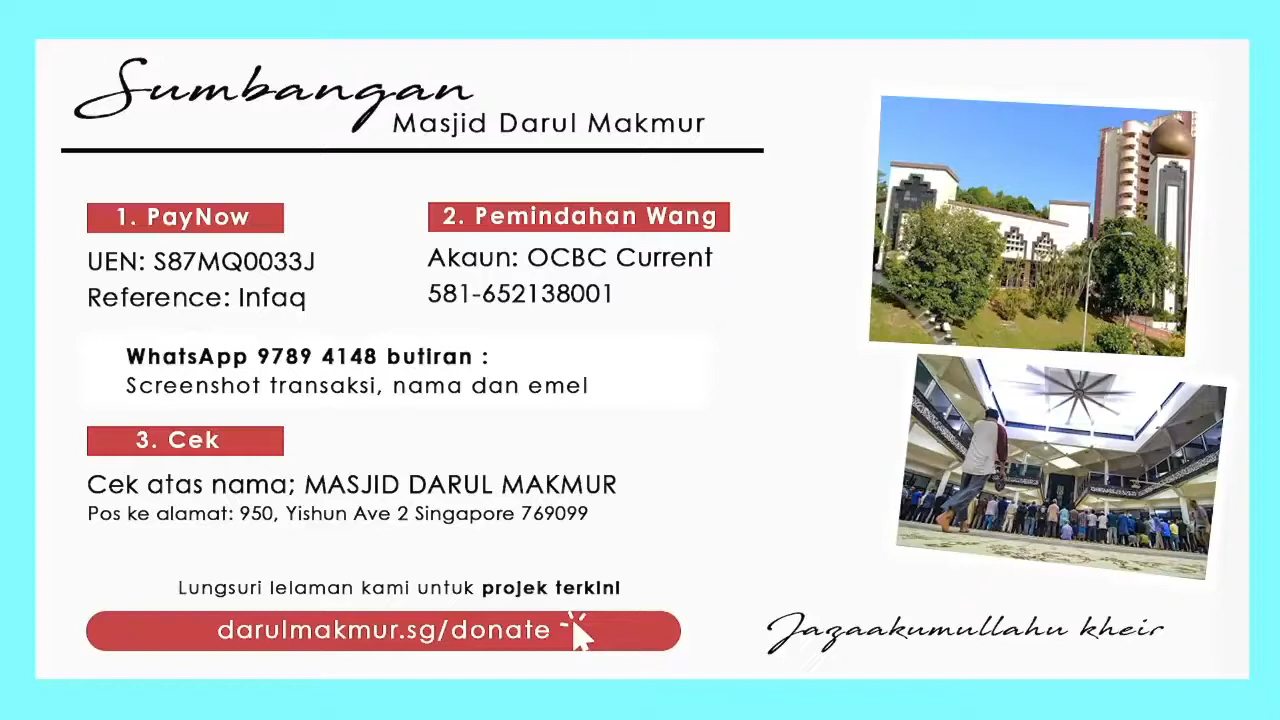 Sumbangan
Masjid Darul Makmur
1. PayNow
UEN: S87MQ0033J
Reference: Infaq
2. Pemindahan Wang
Akaun: OCBC Current
581-652138001
WhatsApp 9789 4148 butiran :
Screenshot transaksi, nama dan emel
3. Cek
Cek atas nama; MASJID DARUL MAKMUR
Pos ke alamat: 950, Yishun Ave 2 Singapore 769099
Lungsuri lelaman kami untuk projek terkini
darulmakmur.sg/donate
Jazaakumullahu kheir